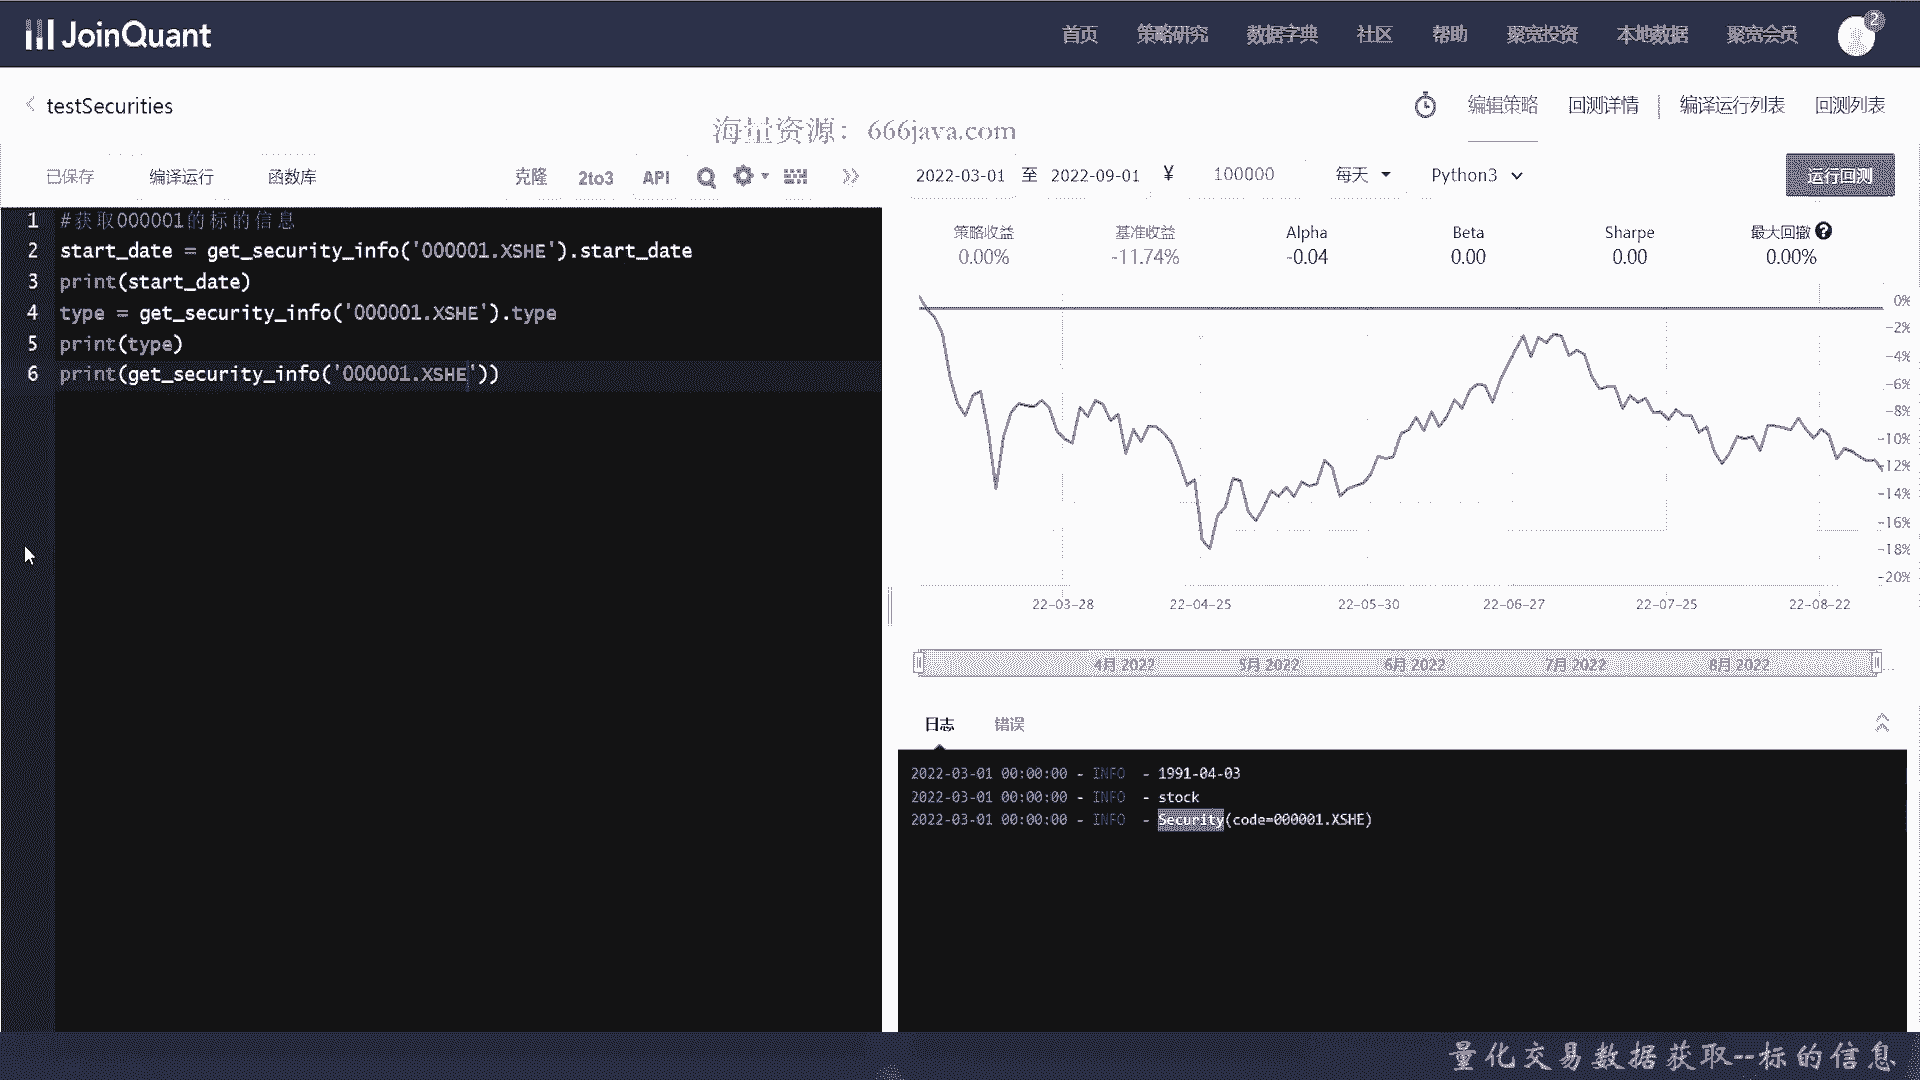 JoinQuant
首页 策略研究 数据字典 社区 帮助 聚宽投资 本地数据 聚宽会员 2
testSecurities
编辑策略 回测详情 | 编译运行列表 回测列表
海量资源：666java.com
已保存 编译运行 函数库 克隆 2to3 API
2022-03-01 至 2022-09-01 ¥ 100000 每天 Python3 运行回测
1 #获取000001的标的信息
2 start_date = get_security_info('000001.XSHE').start_date
3 print(start_date)
4 type = get_security_info('000001.XSHE').type
5 print(type)
6 print(get_security_info('000001.XSHE'))
策略收益 基准收益 Alpha Beta Sharpe 最大回撤
0.00% -11.74% -0.04 0.00 0.00 0.00%
0%
-2%
-4%
-6%
-8%
-10%
-12%
-14%
-16%
-18%
-20%
22-03-28 22-04-25 22-05-30 22-06-27 22-07-25 22-08-22
4月 2022 5月 2022 6月 2022 7月 2022 8月 2022
日志 错误
2022-03-01 00:00:00 - INFO - 1991-04-03
2022-03-01 00:00:00 - INFO - stock
2022-03-01 00:00:00 - INFO - Security(code=000001.XSHE)
量化交易数据获取--标的信息